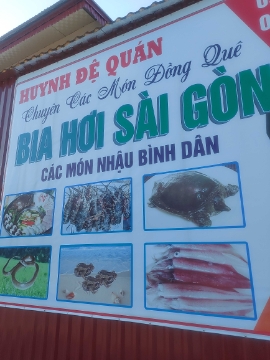 HUYNH ĐỆ QUÁN
Chuyên Các Món Đồng Quê
BIA HƠI SÀI GÒN
CÁC MÓN NHẬU BÌNH DÂN